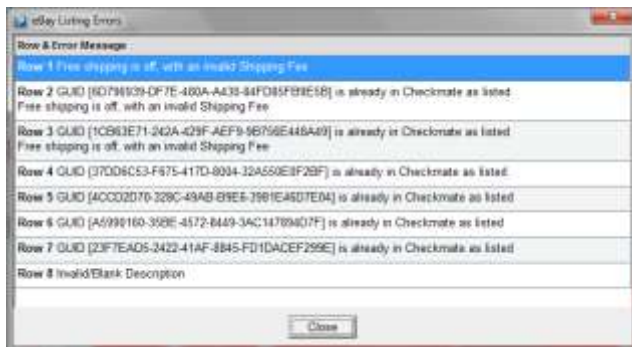 eBay Listing Errors
Row & Error Message
Row 1 Free shipping is off, with an invalid Shipping Fee
Row 2 GUID [6D796939-DF7E-480A-A438-84FD85FB9E5B] is already in Checkmate as listed
Free shipping is off, with an invalid Shipping Fee
Row 3 GUID [1CB63E71-242A-429F-AEF9-9B756E448A49] is already in Checkmate as listed
Free shipping is off, with an invalid Shipping Fee
Row 4 GUID [37DD6C53-F675-417D-8004-32A550E8F2BF] is already in Checkmate as listed
Row 5 GUID [4CCD2D70-328C-49AB-B9E6-3981E46D7E04] is already in Checkmate as listed
Row 6 GUID [A5990160-35BE-4572-8449-3AC147894D7F] is already in Checkmate as listed
Row 7 GUID [23F7EAD5-2422-41AF-8845-FD1DACEF299E] is already in Checkmate as listed
Row 8 Invalid/Blank Description
Close